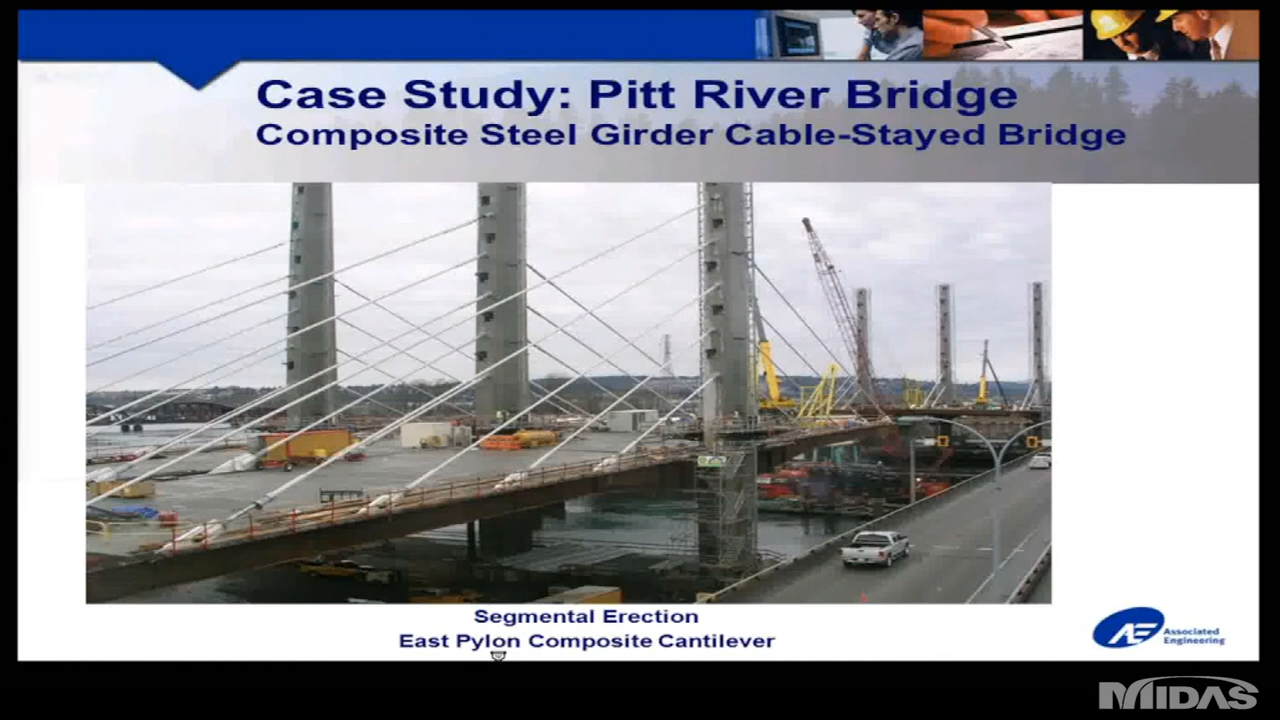 Case Study: Pitt River Bridge
Composite Steel Girder Cable-Stayed Bridge
Segmental Erection
East Pylon Composite Cantilever
AE Associated
Engineering
MIDAS